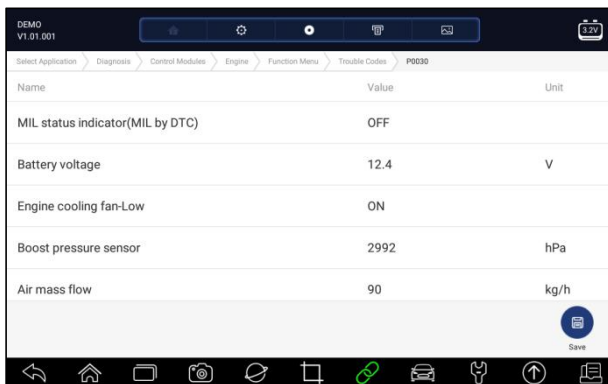 DEMO
V1.01.001
3.2V
Select Application Diagnosis Control Modules Engine Function Menu Trouble Codes P0030
Name Value Unit
MIL status indicator(MIL by DTC) OFF
Battery voltage 12.4 V
Engine cooling fan-Low ON
Boost pressure sensor 2992 hPa
Air mass flow 90 kg/h
Save